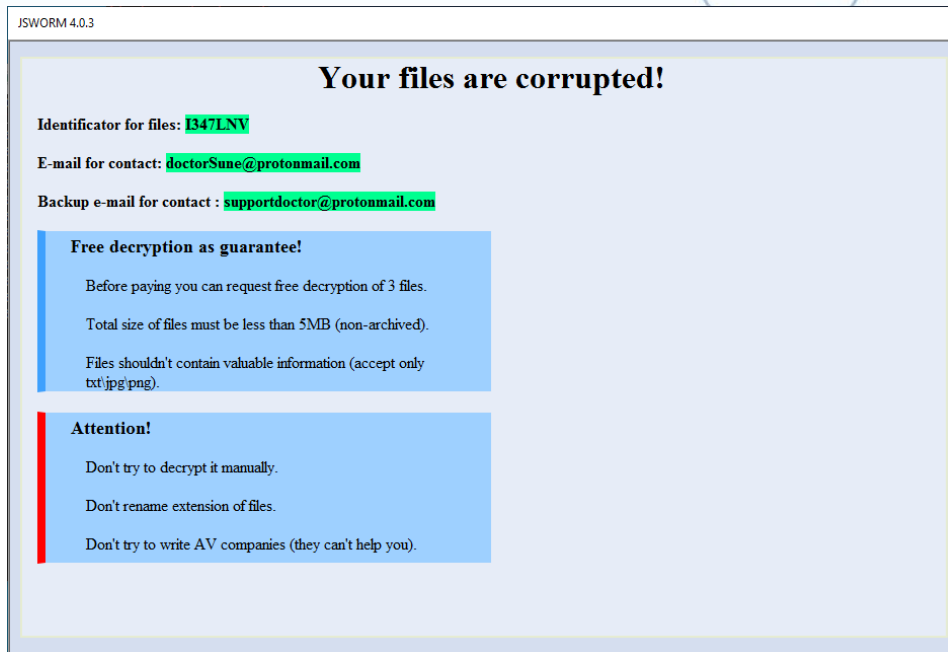 JSWORM 4.0.3
Your files are corrupted!
Identificator for files: I347LNV
E-mail for contact: doctorSune@protonmail.com
Backup e-mail for contact : supportdoctor@protonmail.com
Free decryption as guarantee!
Before paying you can request free decryption of 3 files.
Total size of files must be less than 5MB (non-archived).
Files shouldn't contain valuable information (accept only
txt\jpg\png).
Attention!
Don't try to decrypt it manually.
Don't rename extension of files.
Don't try to write AV companies (they can't help you).